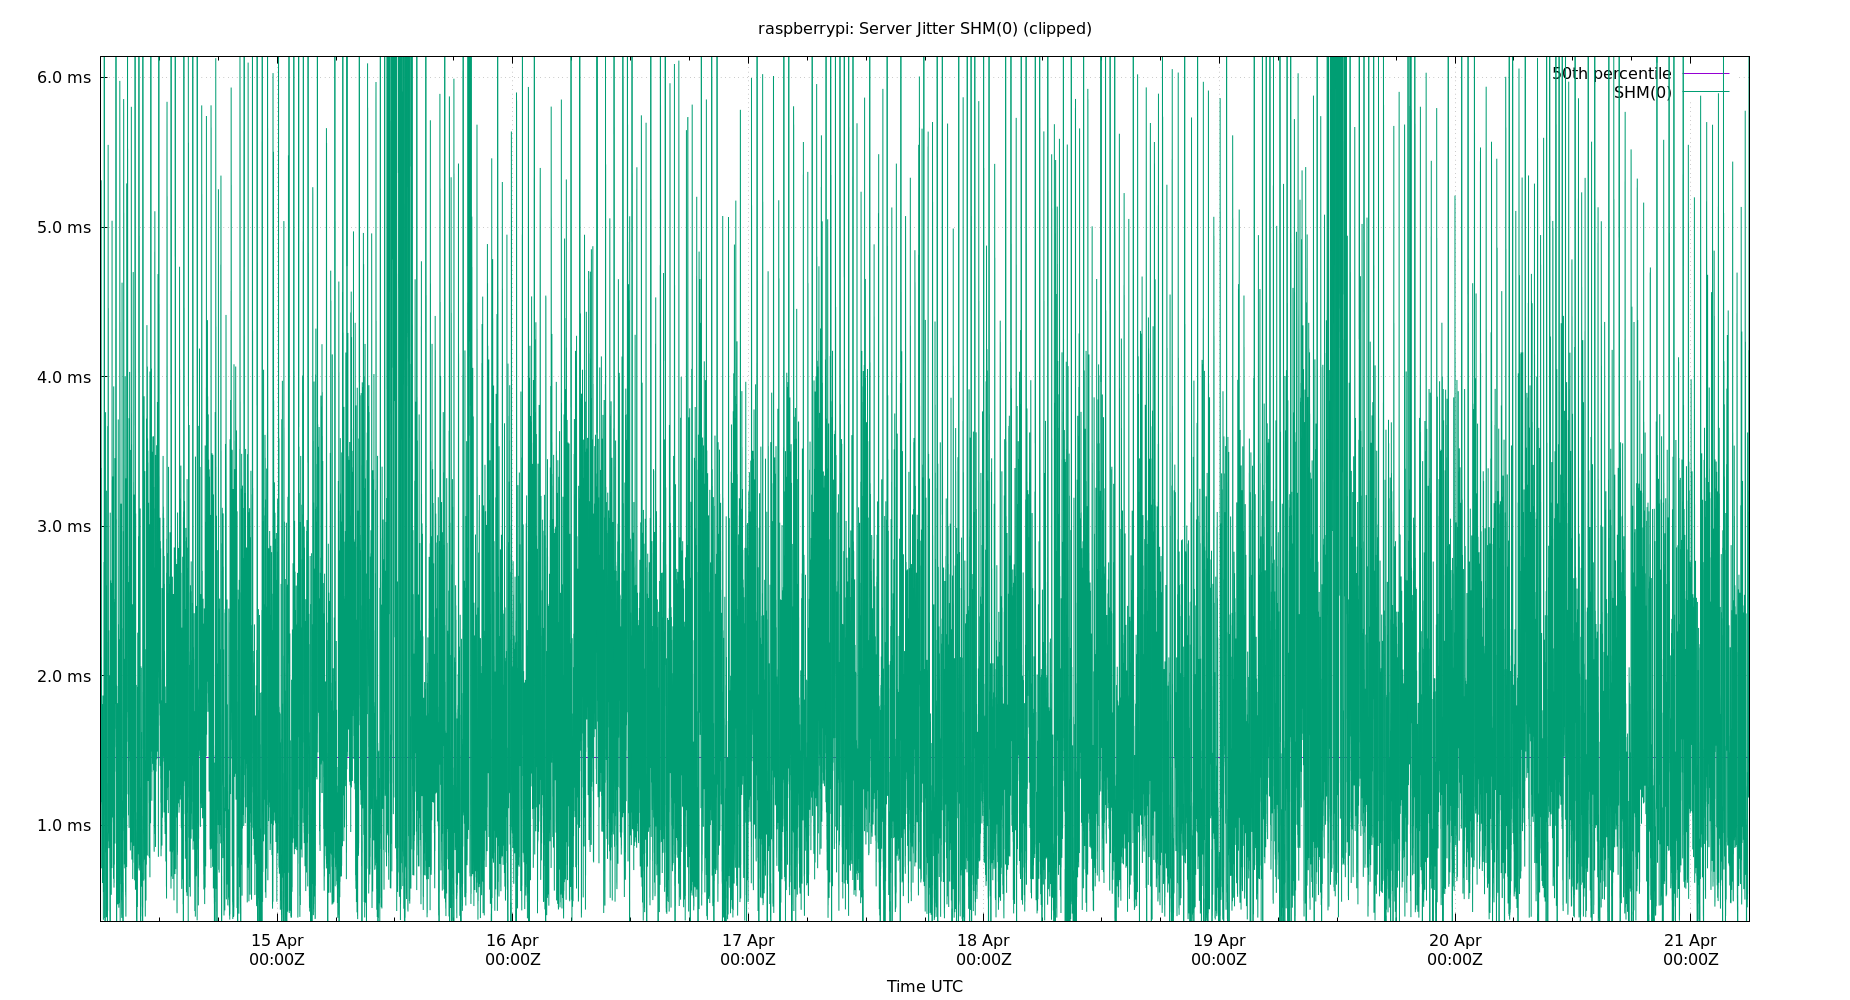 raspberrypi: Server Jitter SHM(0) (clipped)
50th percentile
SHM(0)
6.0 ms
5.0 ms
4.0 ms
3.0 ms
2.0 ms
1.0 ms
15 Apr 16 Apr 17 Apr 18 Apr 19 Apr 20 Apr 21 Apr
00:00Z 00:00Z 00:00Z 00:00Z 00:00Z 00:00Z 00:00Z
Time UTC